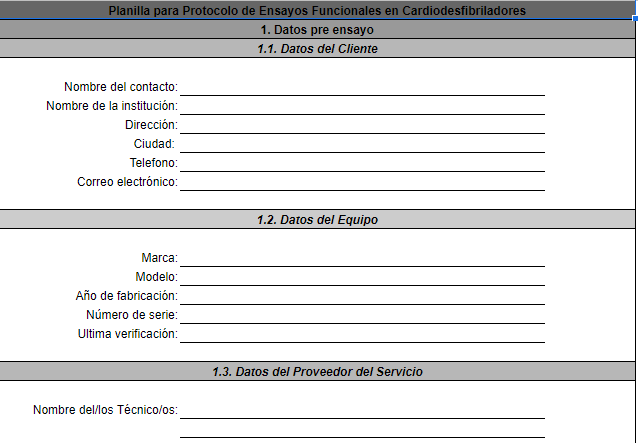 Planilla para Protocolo de Ensayos Funcionales en Cardiodesfibriladores
1. Datos pre ensayo
1.1. Datos del Cliente
Nombre del contacto:
Nombre de la institución:
Dirección:
Ciudad:
Telefono:
Correo electrónico:
1.2. Datos del Equipo
Marca:
Modelo:
Año de fabricación:
Número de serie:
Ultima verificación:
1.3. Datos del Proveedor del Servicio
Nombre del/los Técnico/os: